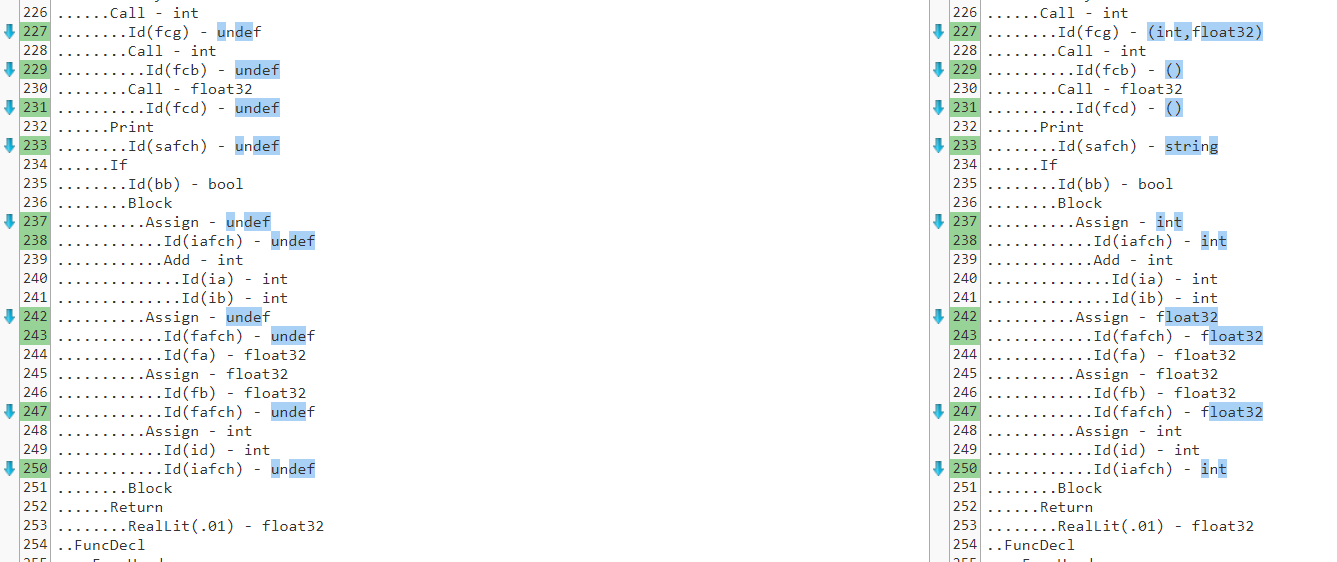 226 ......Call - int
227 ........Id(fcg) - undef
228 ........Call - int
229 ..........Id(fcb) - undef
230 ........Call - float32
231 ..........Id(fcd) - undef
232 ......Print
233 ........Id(safch) - undef
234 ......If
235 ........Id(bb) - bool
236 ........Block
237 ..........Assign - undef
238 ............Id(iafch) - undef
239 ............Add - int
240 ..............Id(ia) - int
241 ..............Id(ib) - int
242 ..........Assign - undef
243 ............Id(fafch) - undef
244 ............Id(fa) - float32
245 ..........Assign - float32
246 ............Id(fb) - float32
247 ............Id(fafch) - undef
248 ..........Assign - int
249 ............Id(id) - int
250 ............Id(iafch) - undef
251 ........Block
252 ......Return
253 ........RealLit(.01) - float32
254 ..FuncDecl
226 ......Call - int
227 ........Id(fcg) - (int,float32)
228 ........Call - int
229 ..........Id(fcb) - ()
230 ........Call - float32
231 ..........Id(fcd) - ()
232 ......Print
233 ........Id(safch) - string
234 ......If
235 ........Id(bb) - bool
236 ........Block
237 ..........Assign - int
238 ............Id(iafch) - int
239 ............Add - int
240 ..............Id(ia) - int
241 ..............Id(ib) - int
242 ..........Assign - float32
243 ............Id(fafch) - float32
244 ............Id(fa) - float32
245 ..........Assign - float32
246 ............Id(fb) - float32
247 ............Id(fafch) - float32
248 ..........Assign - int
249 ............Id(id) - int
250 ............Id(iafch) - int
251 ........Block
252 ......Return
253 ........RealLit(.01) - float32
254 ..FuncDecl